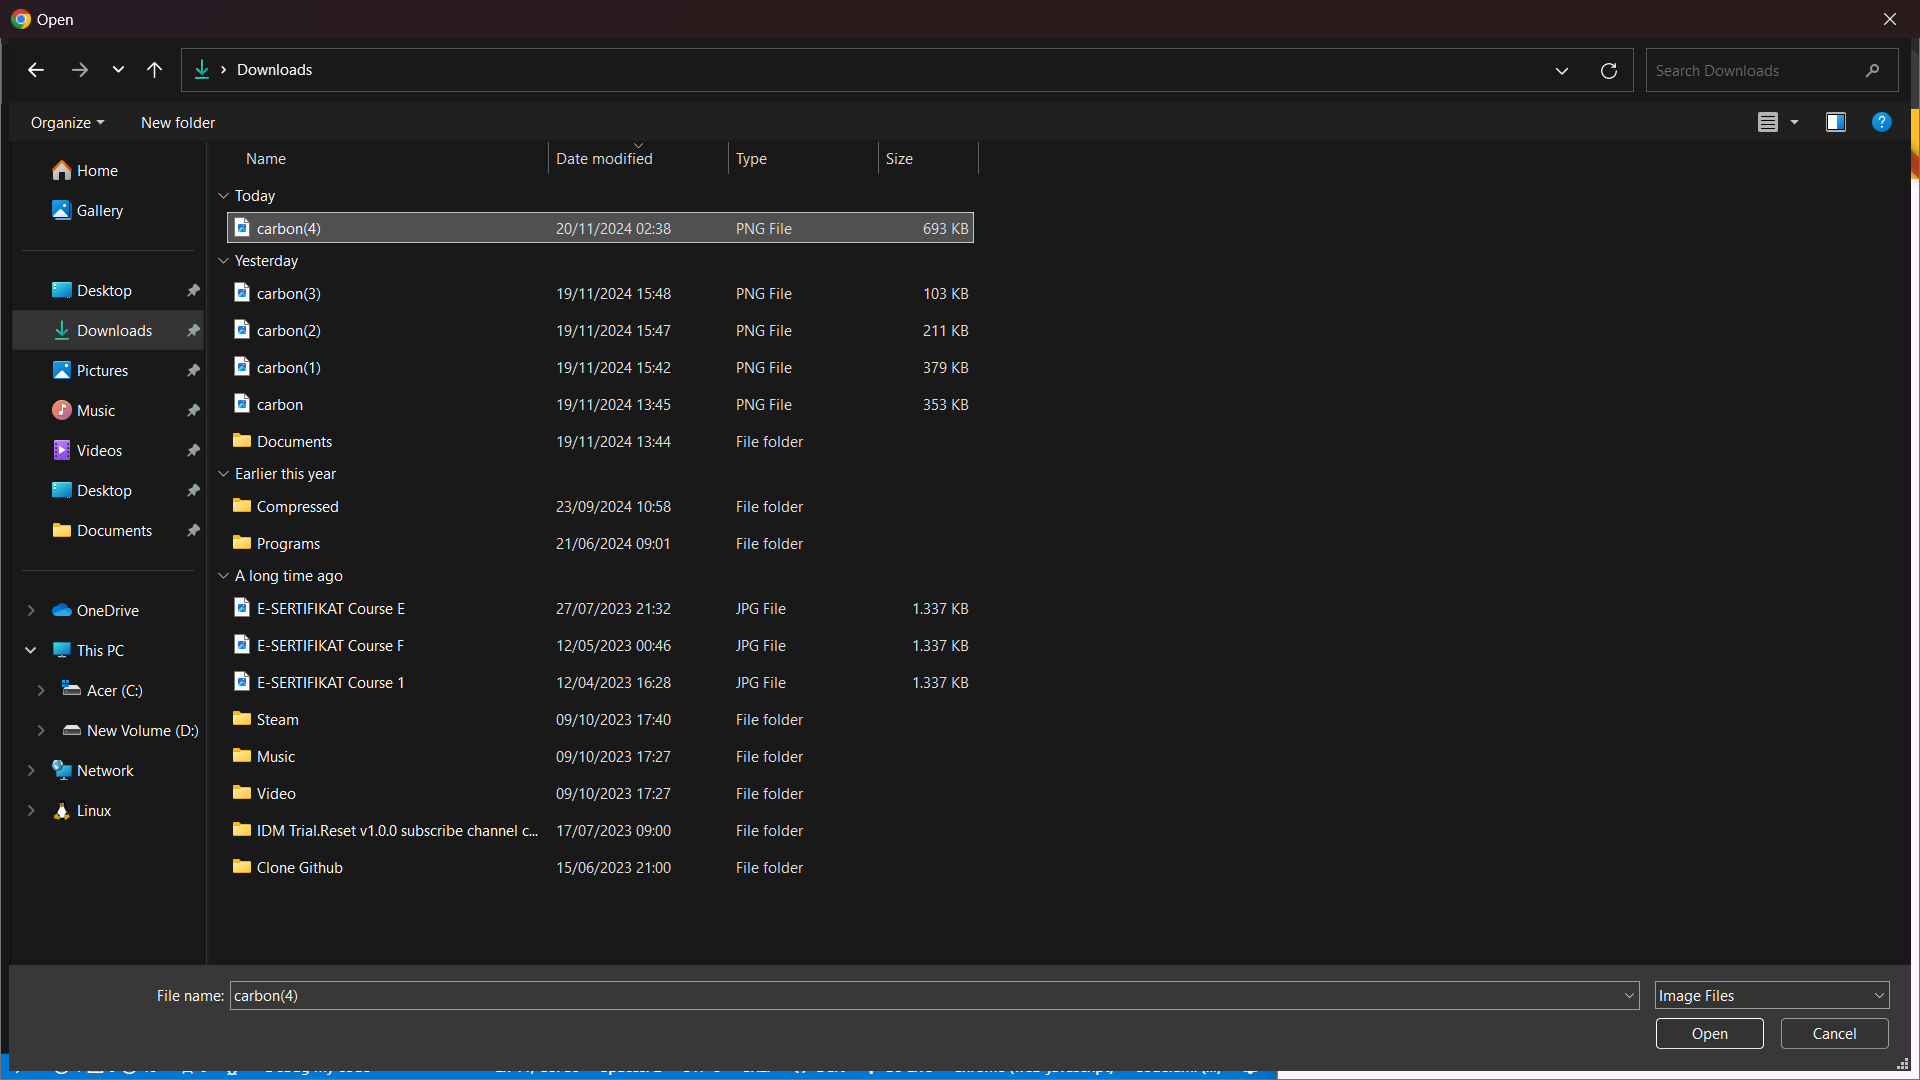 Open
Downloads
Search Downloads
Organize
New folder
Name Date modified Type Size
Home
Gallery
Desktop
Downloads
Pictures
Music
Videos
Desktop
Documents
OneDrive
This PC
Acer (C:)
New Volume (D:)
Network
Linux
Today
carbon(4) 20/11/2024 02:38 PNG File 693 KB
Yesterday
carbon(3) 19/11/2024 15:48 PNG File 103 KB
carbon(2) 19/11/2024 15:47 PNG File 211 KB
carbon(1) 19/11/2024 15:42 PNG File 379 KB
carbon 19/11/2024 13:45 PNG File 353 KB
Documents 19/11/2024 13:44 File folder
Earlier this year
Compressed 23/09/2024 10:58 File folder
Programs 21/06/2024 09:01 File folder
A long time ago
E-SERTIFIKAT Course E 27/07/2023 21:32 JPG File 1.337 KB
E-SERTIFIKAT Course F 12/05/2023 00:46 JPG File 1.337 KB
E-SERTIFIKAT Course 1 12/04/2023 16:28 JPG File 1.337 KB
Steam 09/10/2023 17:40 File folder
Music 09/10/2023 17:27 File folder
Video 09/10/2023 17:27 File folder
IDM Trial.Reset v1.0.0 subscribe channel c... 17/07/2023 09:00 File folder
Clone Github 15/06/2023 21:00 File folder
File name: carbon(4)
Image Files
Open
Cancel